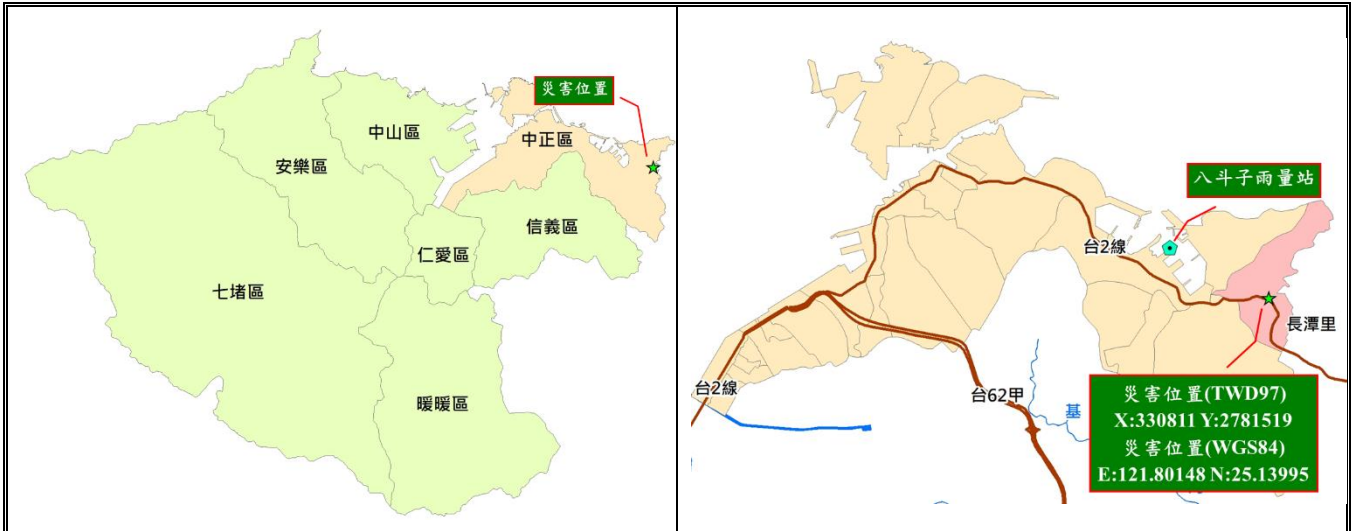 災害位置
中山區
中正區
安樂區
信義區
仁愛區
七堵區
暖暖區
八斗子雨量站
台2線
長潭里
台2線
台62甲
基
災害位置(TWD97)
X:330811 Y:2781519
災害位置(WGS84)
E:121.80148 N:25.13995